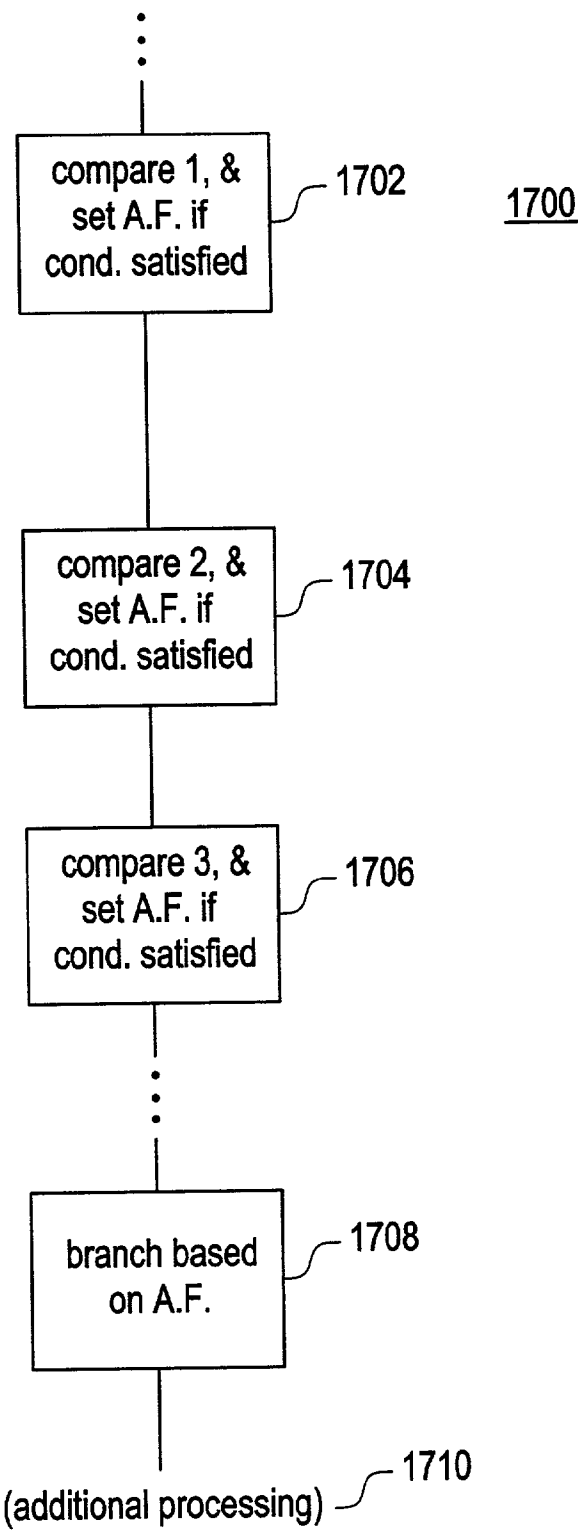 compare 1, &
set A.F. if
cond. satisfied
1702
1700
compare 2, &
set A.F. if
cond. satisfied
1704
compare 3, &
set A.F. if
cond. satisfied
1706
branch based
on A.F.
1708
(additional processing)
1710